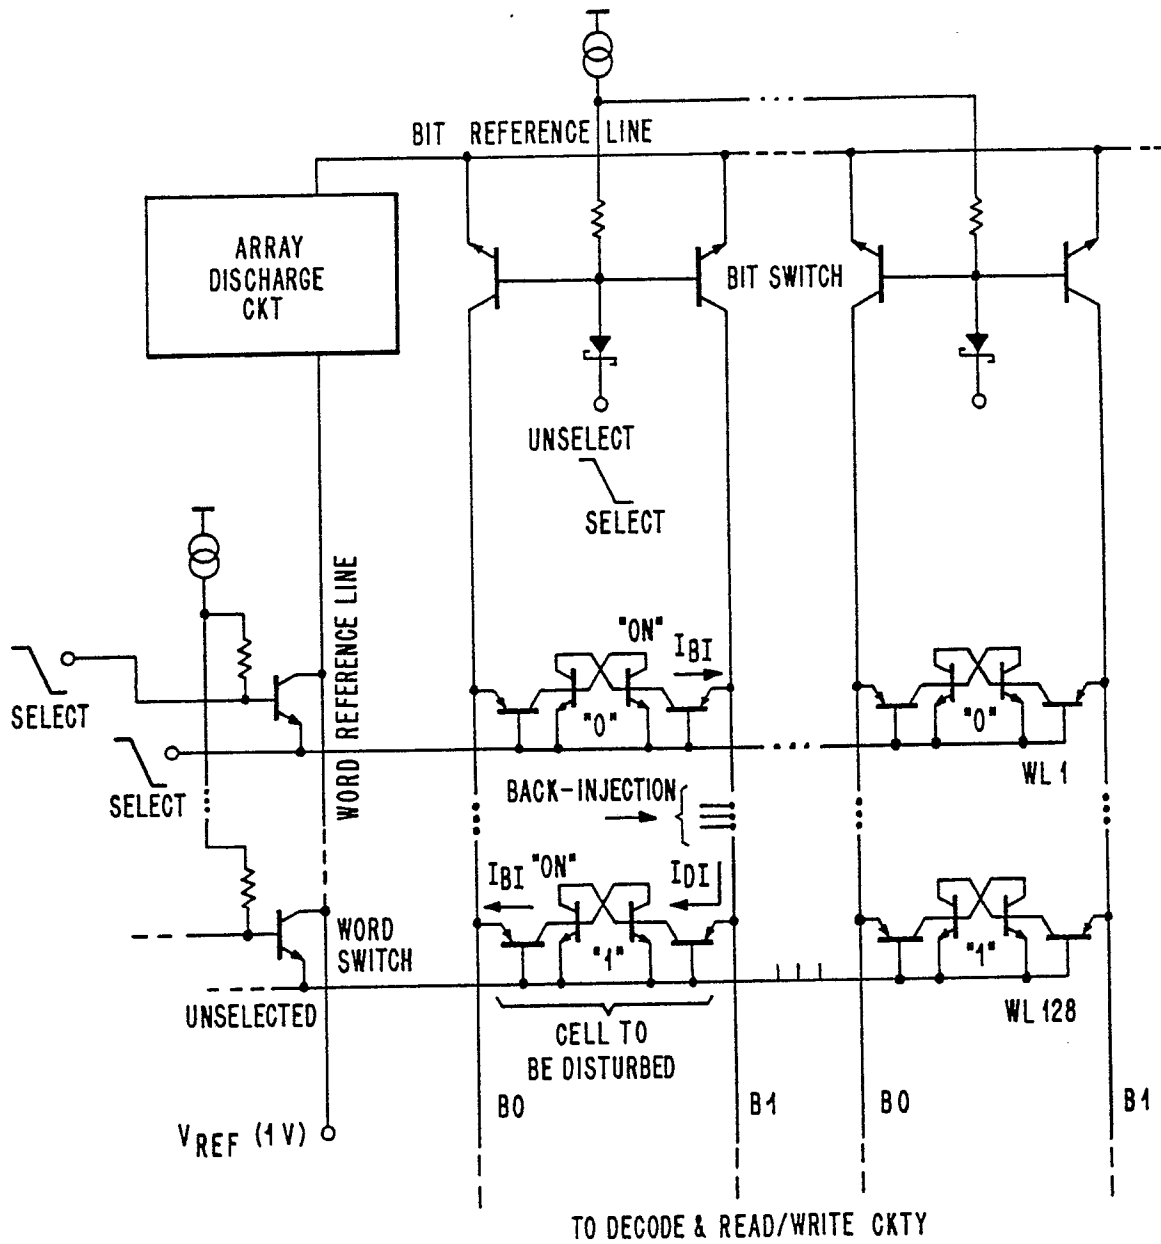 BIT REFERENCE LINE
ARRAY
DISCHARGE
CKT
BIT SWITCH
UNSELECT
SELECT
WORD REFERENCE LINE
SELECT
SELECT
"ON"
IBI
"0"
"0"
WL 1
BACK-INJECTION
IBI
"ON"
IDI
"1"
"1"
WORD
SWITCH
UNSELECTED
WL 128
CELL TO
BE DISTURBED
B0
B1
B0
B1
VREF (1V)
TO DECODE & READ/WRITE CKTY